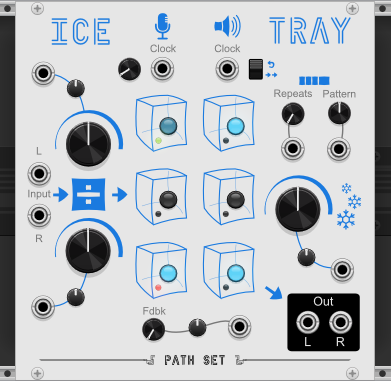 ICE TRAY
Clock Clock
Repeats Pattern
L
Input
R
Fdbk
Out
L R
PATH SET